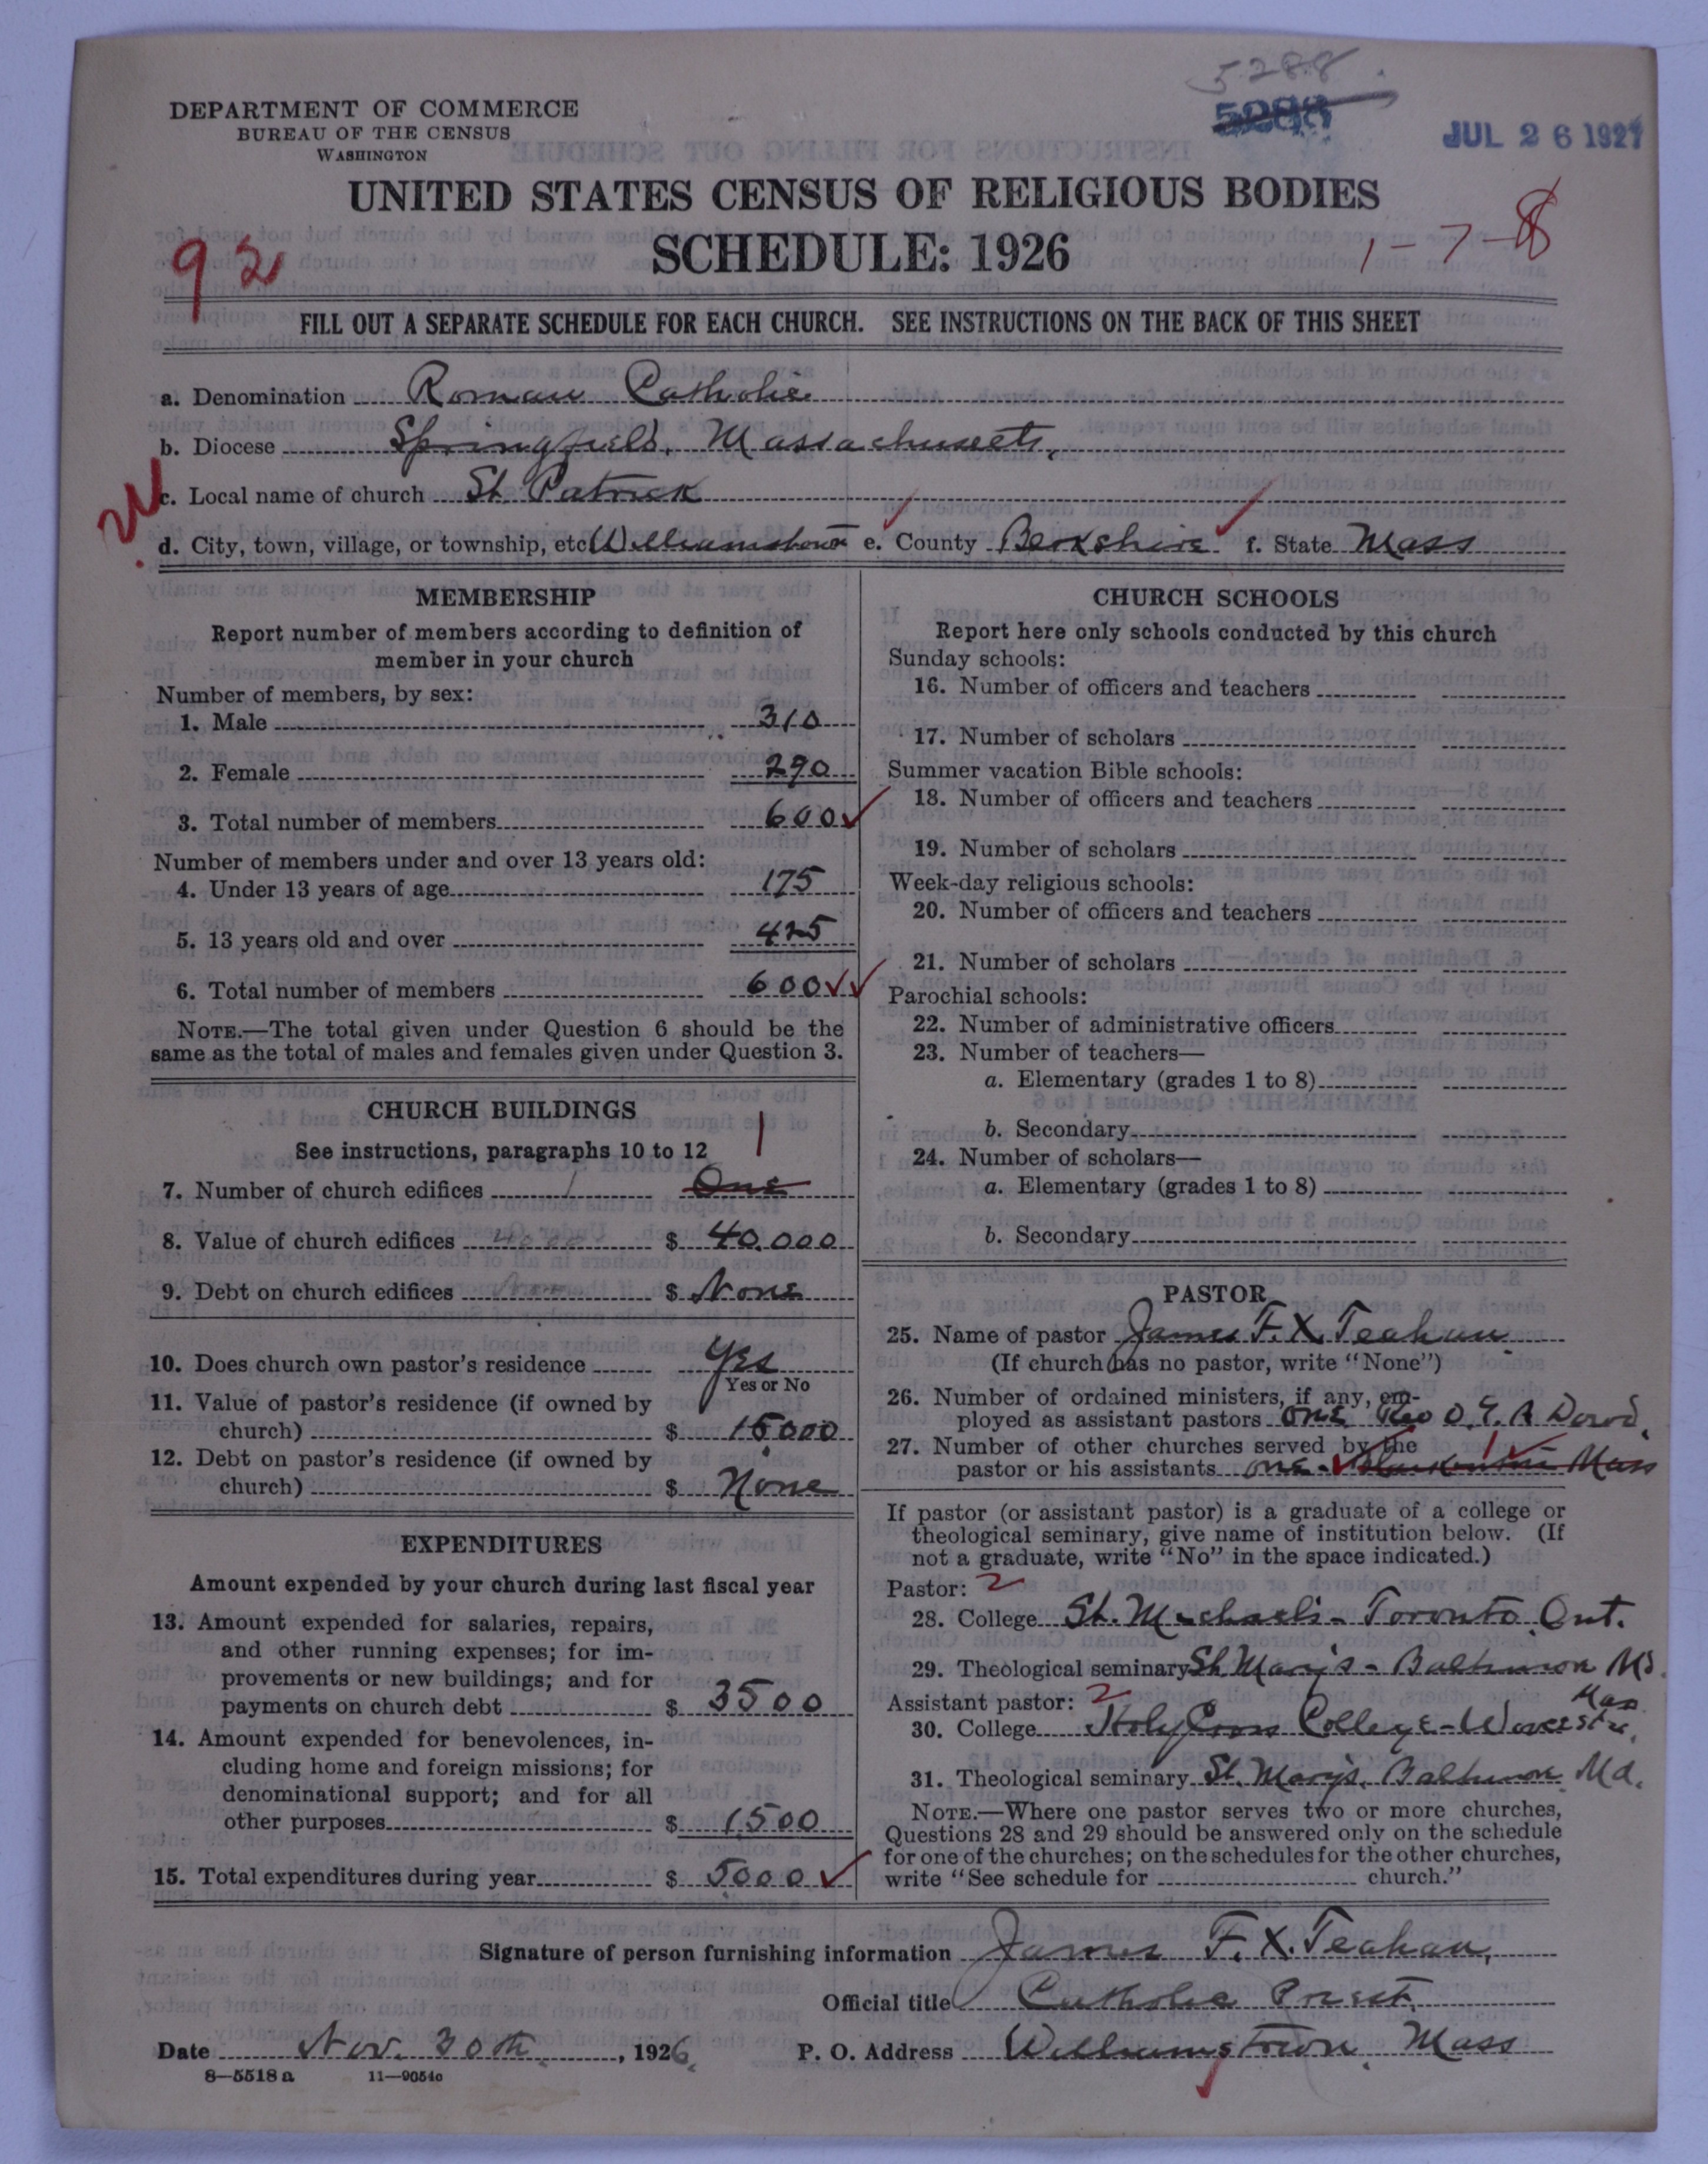 5288.
5288
JUL 26 1927
DEPARTMENT OF COMMERCE
BUREAU OF THE CENSUS
WASHINGTON
UNITED STATES CENSUS OF RELIGIOUS BODIES
SCHEDULE: 1926
92
1-7-8
FILL OUT A SEPARATE SCHEDULE FOR EACH CHURCH. SEE INSTRUCTIONS ON THE BACK OF THIS SHEET
a. Denomination Roman Catholic
b. Diocese Springfield, Massachusetts,
c. Local name of church St. Patrick
d. City, town, village, or township, etc. Williamstown e. County Berkshire f. State Mass
MEMBERSHIP
Report number of members according to definition of
member in your church
Number of members, by sex:
1. Male 310
2. Female 290
3. Total number of members 600
Number of members under and over 13 years old:
4. Under 13 years of age 175
5. 13 years old and over 425
6. Total number of members 600
NOTE.—The total given under Question 6 should be the
same as the total of males and females given under Question 3.
CHURCH BUILDINGS
See instructions, paragraphs 10 to 12 1
7. Number of church edifices 1 One
8. Value of church edifices $ 40,000
9. Debt on church edifices None $ None
10. Does church own pastor's residence Yes
Yes or No
11. Value of pastor's residence (if owned by
church) $ 15000
12. Debt on pastor's residence (if owned by
church) $ None
EXPENDITURES
Amount expended by your church during last fiscal year
13. Amount expended for salaries, repairs,
and other running expenses; for im-
provements or new buildings; and for
payments on church debt $ 3500
14. Amount expended for benevolences, in-
cluding home and foreign missions; for
denominational support; and for all
other purposes $ 1500
15. Total expenditures during year $ 5000
CHURCH SCHOOLS
Report here only schools conducted by this church
Sunday schools:
16. Number of officers and teachers
17. Number of scholars
Summer vacation Bible schools:
18. Number of officers and teachers
19. Number of scholars
Week-day religious schools:
20. Number of officers and teachers
21. Number of scholars
Parochial schools:
22. Number of administrative officers
23. Number of teachers—
a. Elementary (grades 1 to 8)
b. Secondary
24. Number of scholars—
a. Elementary (grades 1 to 8)
b. Secondary
PASTOR
25. Name of pastor James F. X. Teahan
(If church has no pastor, write "None")
26. Number of ordained ministers, if any, em-
ployed as assistant pastors One Rev
27. Number of other churches served by the 1
pastor or his assistants one - Mass
If pastor (or assistant pastor) is a graduate of a college or
theological seminary, give name of institution below. (If
not a graduate, write "No" in the space indicated.)
Pastor: 2
28. College St. Michael's - Toronto, Ont.
29. Theological seminary St. Mary's - Baltimore Md.
Assistant pastor: 2
30. College Holy Cross College - Worcester, Mass
31. Theological seminary St. Mary's, Baltimore Md.
NOTE.—Where one pastor serves two or more churches,
Questions 28 and 29 should be answered only on the schedule
for one of the churches; on the schedules for the other churches,
write "See schedule for church."
Signature of person furnishing information James F. X. Teahan,
Official title Catholic Priest.
Date Nov. 30th, 1926. P. O. Address Williamstown, Mass
8—5518 a 11—9054c